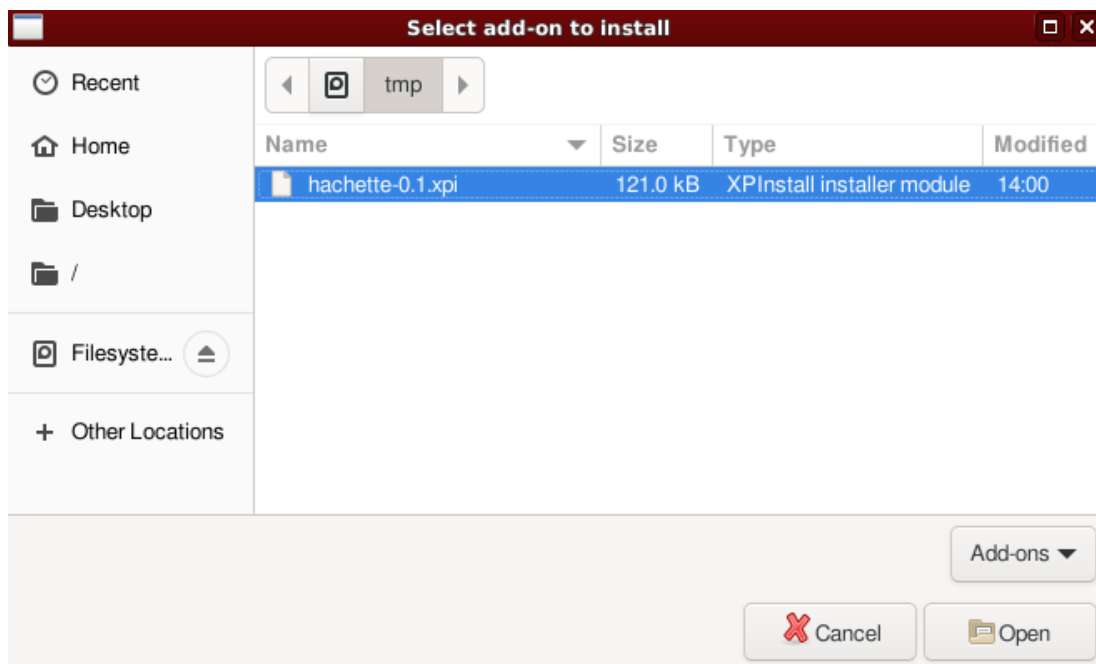 Select add-on to install
Recent
Home
Desktop
/
Filesyste...
Other Locations
tmp
Name Size Type Modified
hachette-0.1.xpi 121.0 kB XPInstall installer module 14:00
Add-ons
Cancel Open